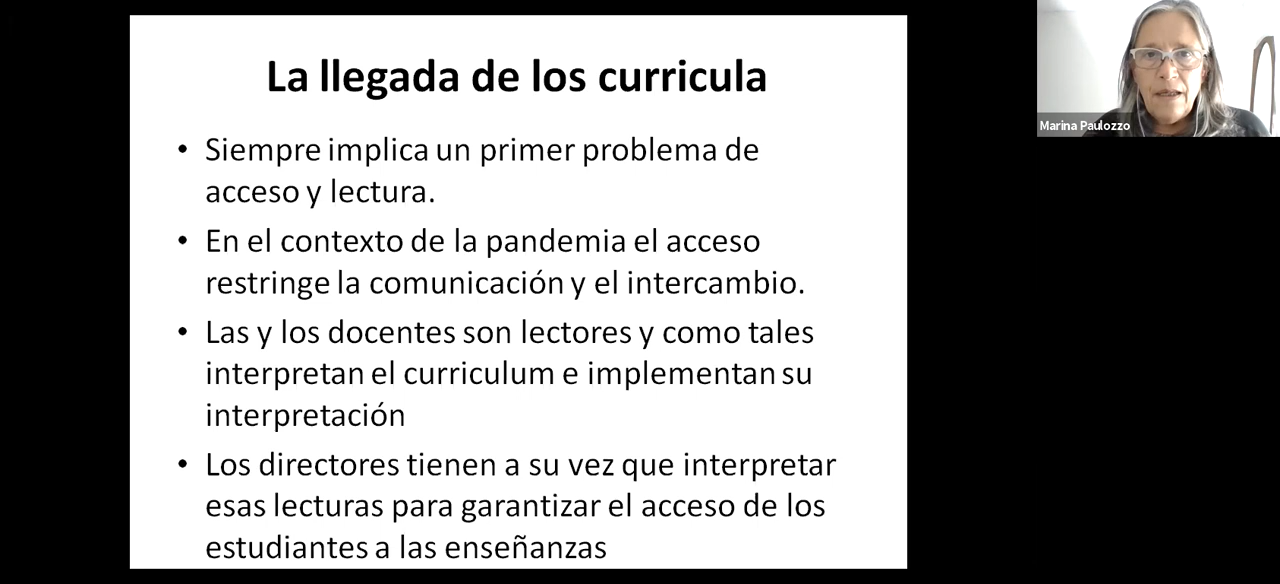 La llegada de los curricula
• Siempre implica un primer problema de
acceso y lectura.
• En el contexto de la pandemia el acceso
restringe la comunicación y el intercambio.
• Las y los docentes son lectores y como tales
interpretan el curriculum e implementan su
interpretación
• Los directores tienen a su vez que interpretar
esas lecturas para garantizar el acceso de los
estudiantes a las enseñanzas
Marina Paulozzo